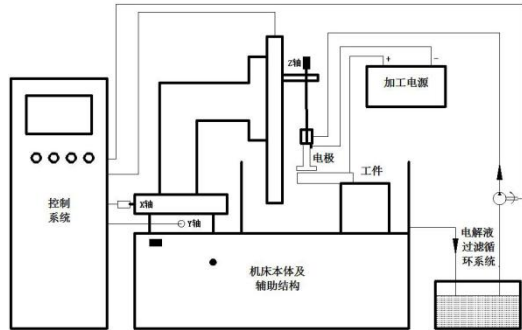 Z轴
+ −
加工电源
电极
工件
控制
系统
X轴
Y轴
电解液
过滤循
环系统
机床本体及
辅助结构